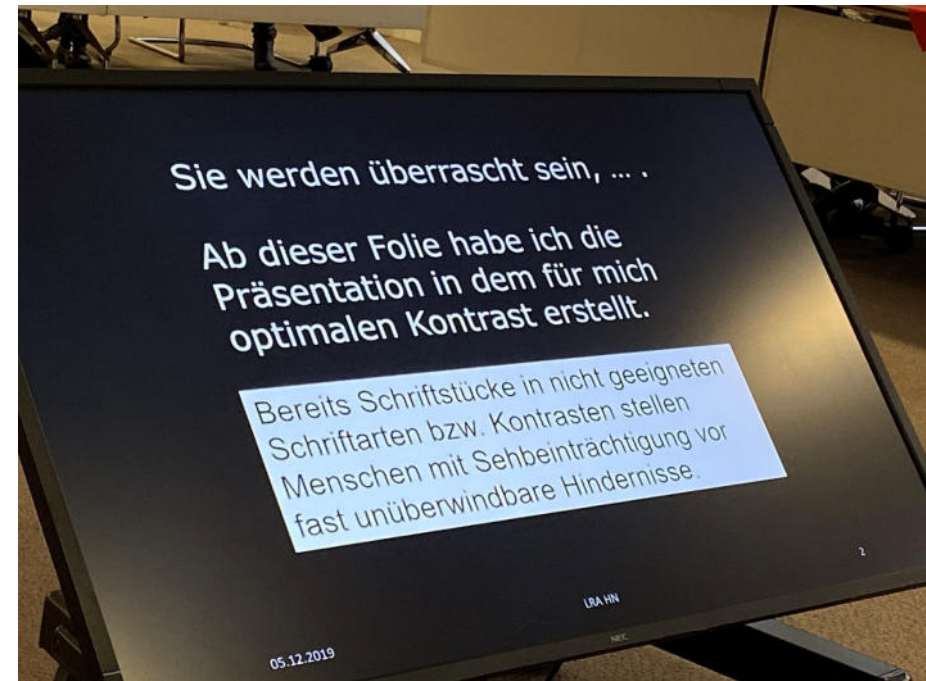 Sie werden überrascht sein, ... .
Ab dieser Folie habe ich die
Präsentation in dem für mich
optimalen Kontrast erstellt.
Bereits Schriftstücke in nicht geeigneten
Schriftarten bzw. Kontrasten stellen
Menschen mit Sehbeinträchtigung vor
fast unüberwindbare Hindernisse.
05.12.2019
LRA HN
2
NEC